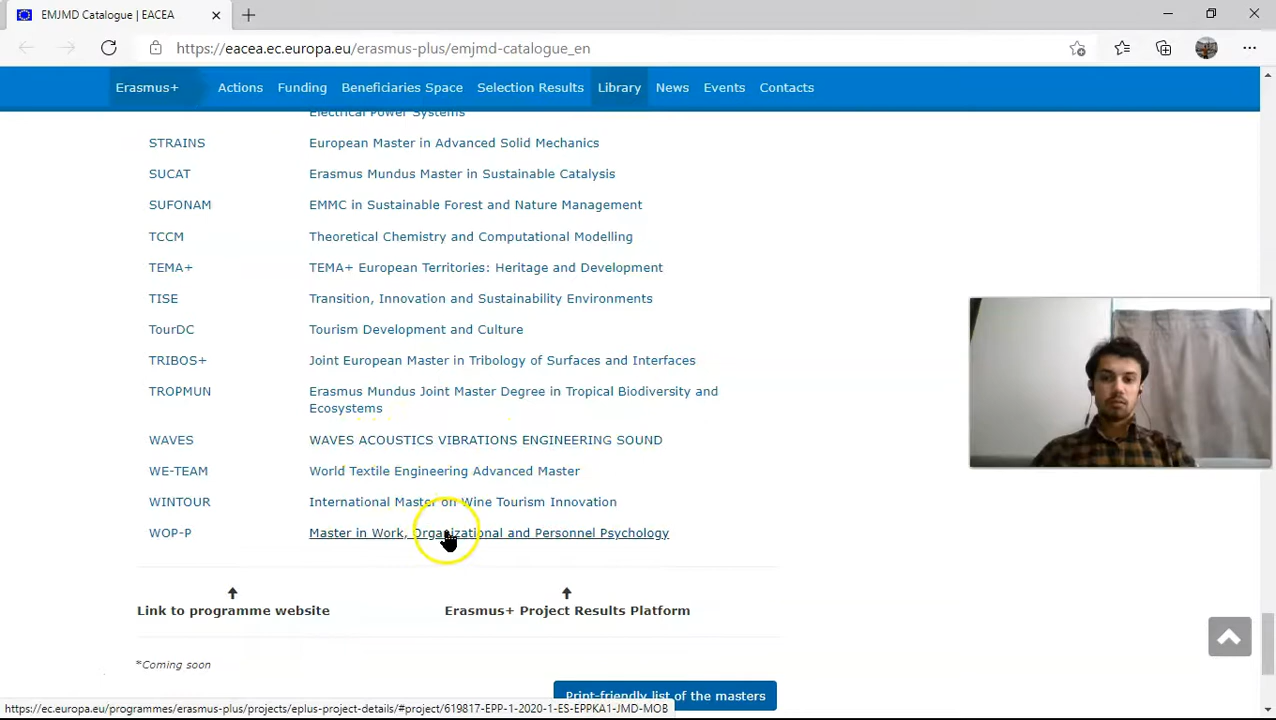 EMJMD Catalogue | EACEA
https://eacea.ec.europa.eu/erasmus-plus/emjmd-catalogue_en
Erasmus+ Actions Funding Beneficiaries Space Selection Results Library News Events Contacts
Electrical Power Systems
STRAINS European Master in Advanced Solid Mechanics
SUCAT Erasmus Mundus Master in Sustainable Catalysis
SUFONAM EMMC in Sustainable Forest and Nature Management
TCCM Theoretical Chemistry and Computational Modelling
TEMA+ TEMA+ European Territories: Heritage and Development
TISE Transition, Innovation and Sustainability Environments
TourDC Tourism Development and Culture
TRIBOS+ Joint European Master in Tribology of Surfaces and Interfaces
TROPMUN Erasmus Mundus Joint Master Degree in Tropical Biodiversity and
Ecosystems
WAVES WAVES ACOUSTICS VIBRATIONS ENGINEERING SOUND
WE-TEAM World Textile Engineering Advanced Master
WINTOUR International Master on Wine Tourism Innovation
WOP-P Master in Work, Organizational and Personnel Psychology
Link to programme website Erasmus+ Project Results Platform
*Coming soon
Print-friendly list of the masters
https://ec.europa.eu/programmes/erasmus-plus/projects/eplus-project-details/#project/619817-EPP-1-2020-1-ES-EPPKA1-JMD-MOB